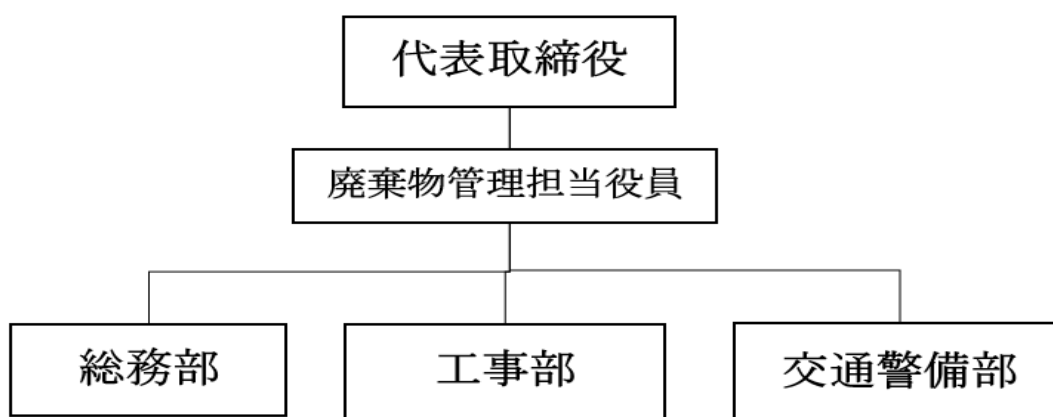 代表取締役
廃棄物管理担当役員
総務部
工事部
交通警備部